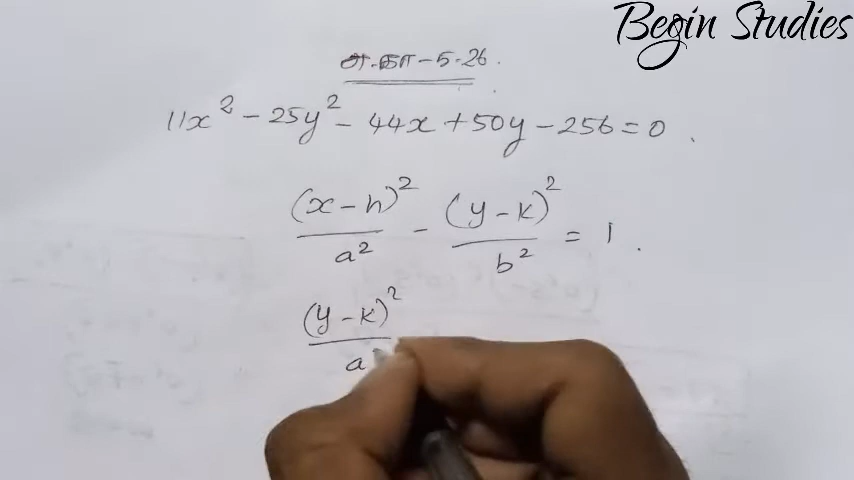 Begin Studies
எ.கா-5.26.
11x² - 25y² - 44x + 50y - 256 = 0.
(x-h)²/a² - (y-k)²/b² = 1.
(y-k)²/a